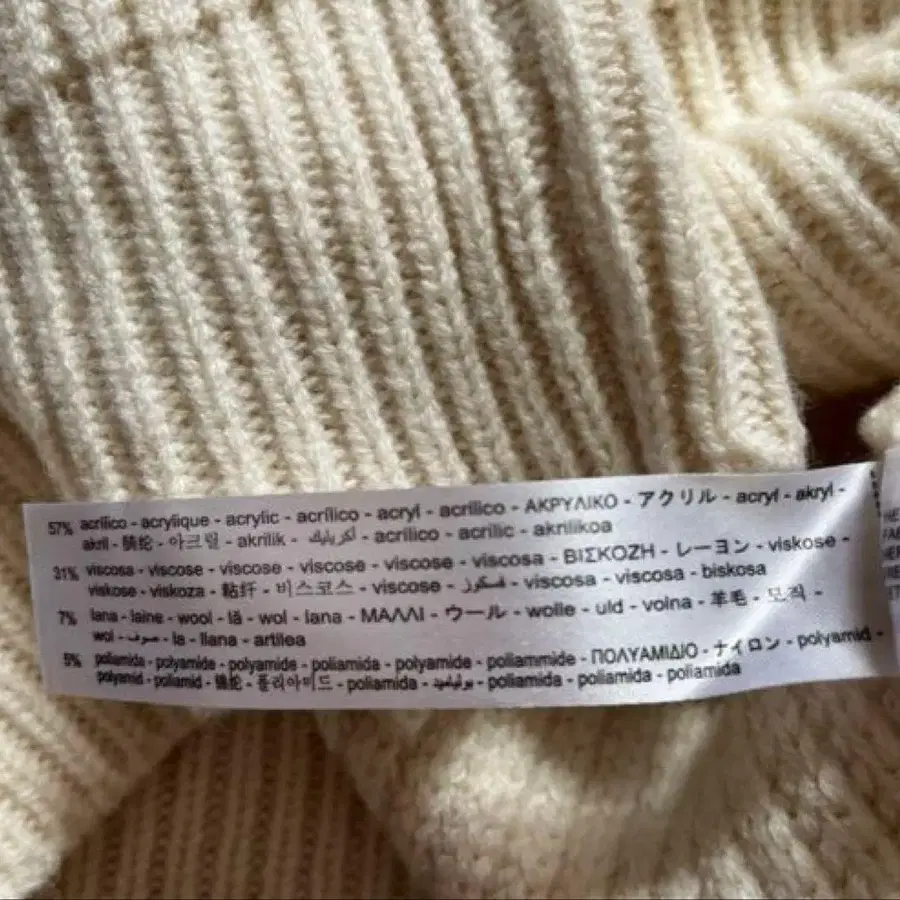 57% acrílico - acrylique - acrylic - acrílico - acryl - acrilico - ΑΚΡΥΛΙΚΟ - アクリル - acryl - akryl -
akril - 腈纶 - 아크릴 - akrilik - أكريليك - acrílico - acrílic - akrilikoa
31% viscosa - viscose - viscose - viscose - viscose - viscosa - ΒΙΣΚΟΖΗ - レーヨン - viskose -
viskose - viskoza - 粘纤 - 비스코스 - viscose - فسكوز - viscosa - viscosa - biskosa
7% lana - laine - wool - lã - wol - lana - ΜΑΛΛΙ - ウール - wolle - uld - volna - 羊毛 - 모직 -
wol - صوف - la - llana - artilea
5% poliamida - polyamide - polyamide - poliamida - polyamide - poliammide - ΠΟΛΥΑΜΙΔΙΟ - ナイロン - polyamid -
polyamid - poliamid - 폴리아미드 - poliamida - بولياميد - poliamida - poliamida - poliamida